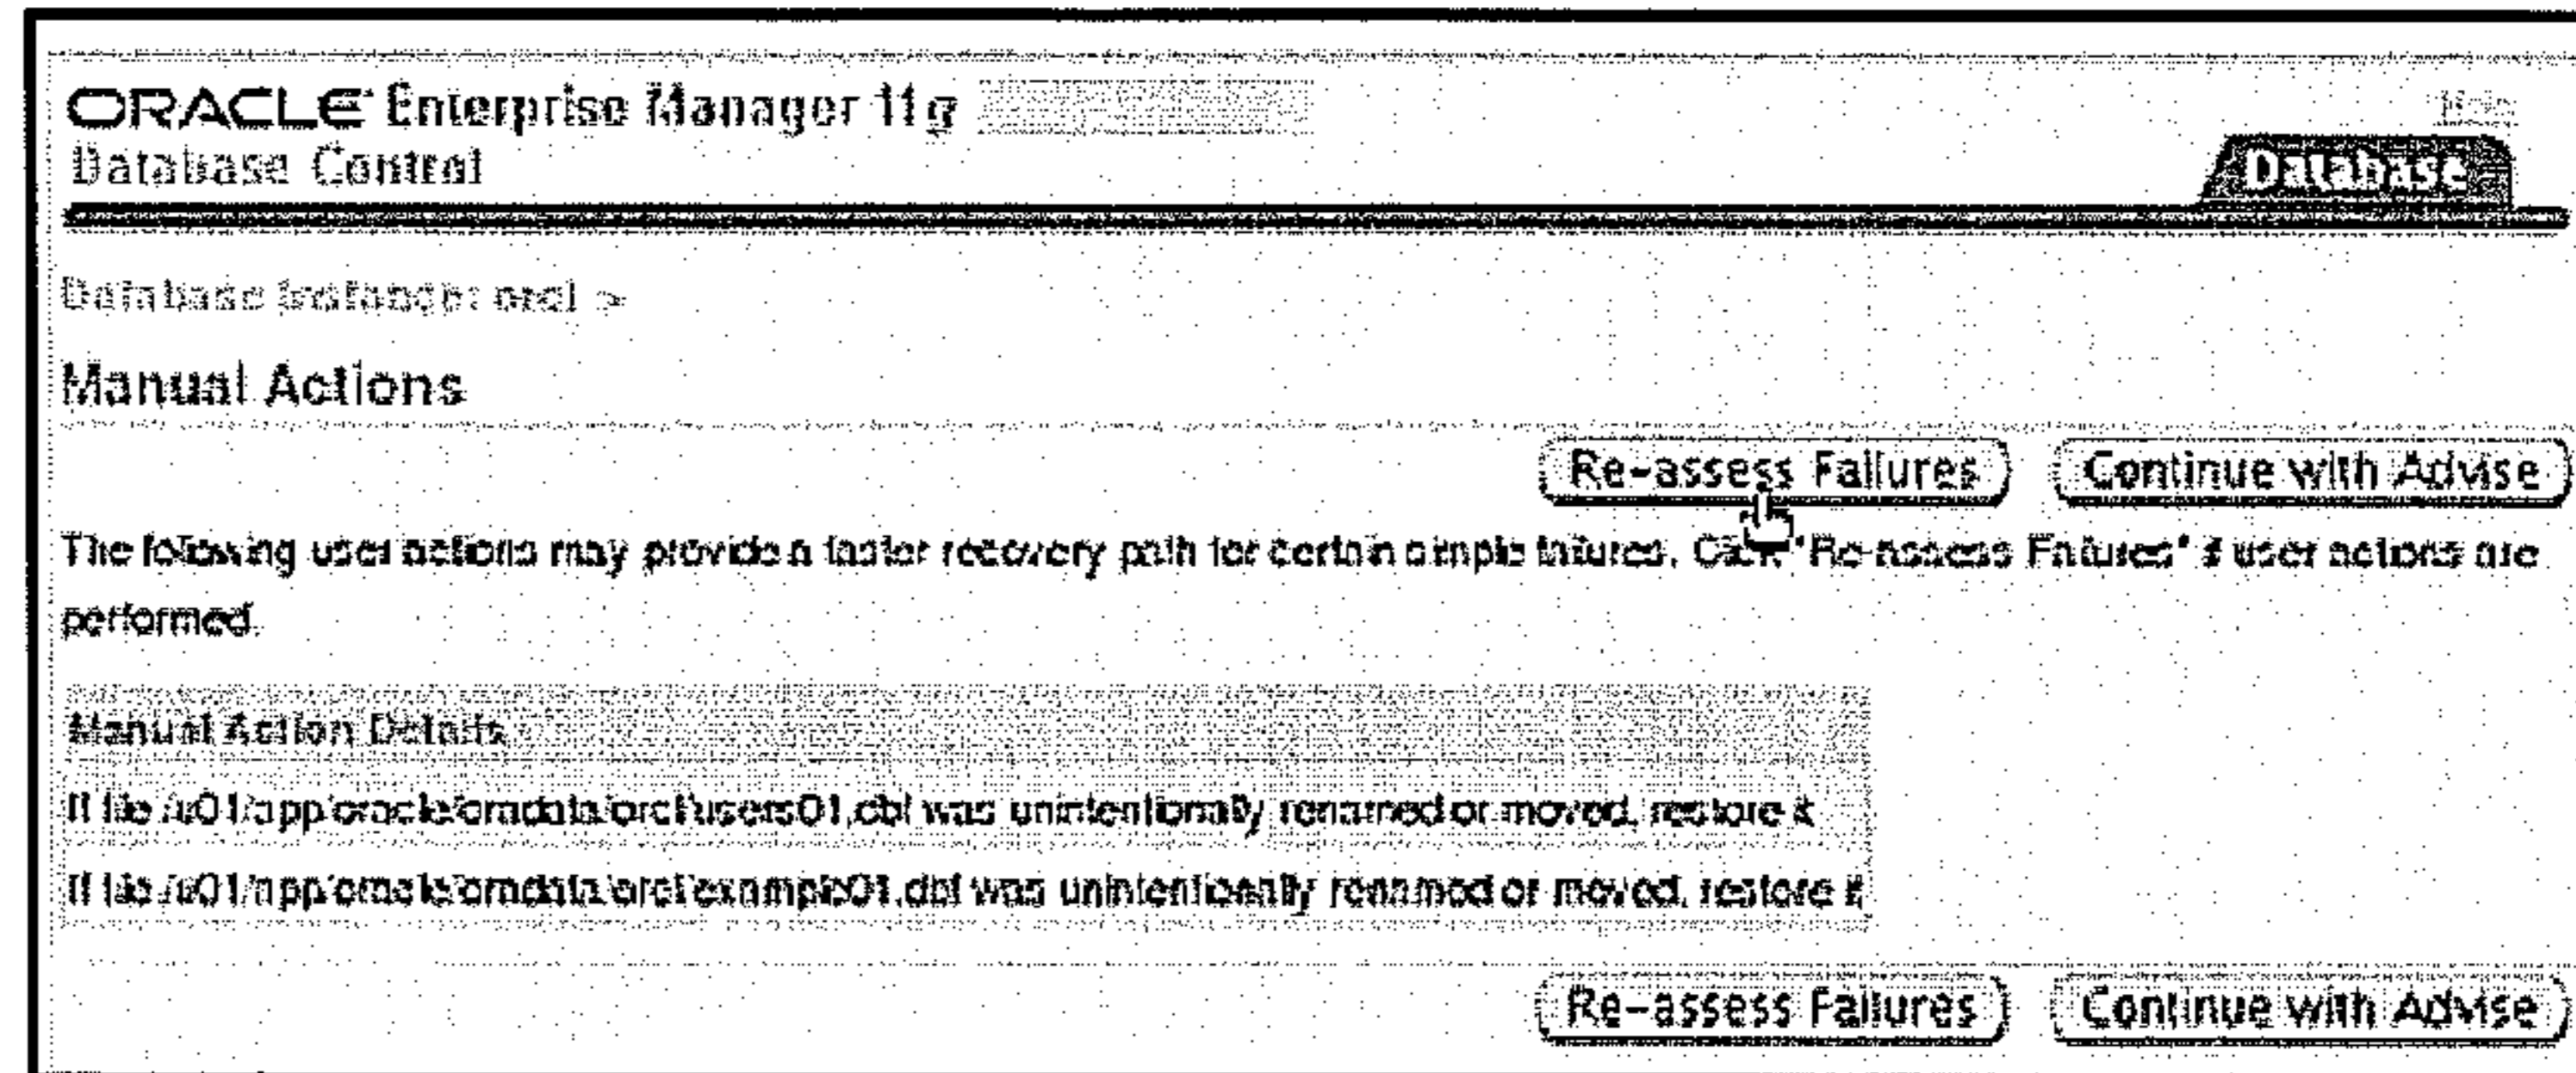 ORACLE Enterprise Manager 11g
Database Control
Help
Database
Database Instance: orcl >
Manual Actions
Re-assess Failures
Continue with Advise
The following user actions may provide a faster recovery path for certain simple failures. Click "Re-assess Failures" if user actions are
performed.
Manual Action Details
If file /u01/app/oracle/oradata/orcl/users01.dbf was unintentionally renamed or moved, restore it
If file /u01/app/oracle/oradata/orcl/example01.dbf was unintentionally renamed or moved, restore it
Re-assess Failures
Continue with Advise